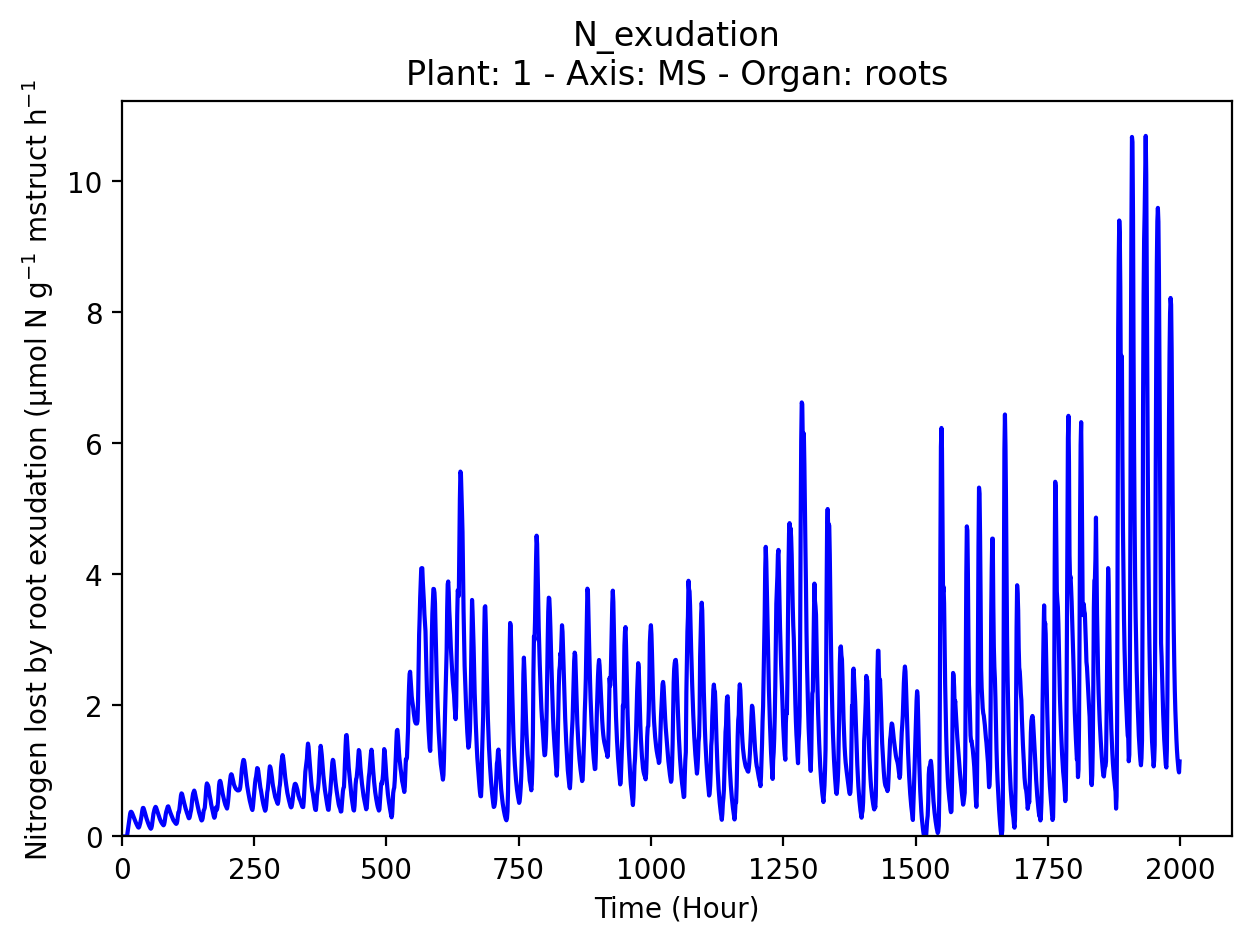 N_exudation
Plant: 1 - Axis: MS - Organ: roots
Nitrogen lost by root exudation (µmol N g⁻¹ mstruct h⁻¹
10
8
6
4
2
0
0 250 500 750 1000 1250 1500 1750 2000
Time (Hour)